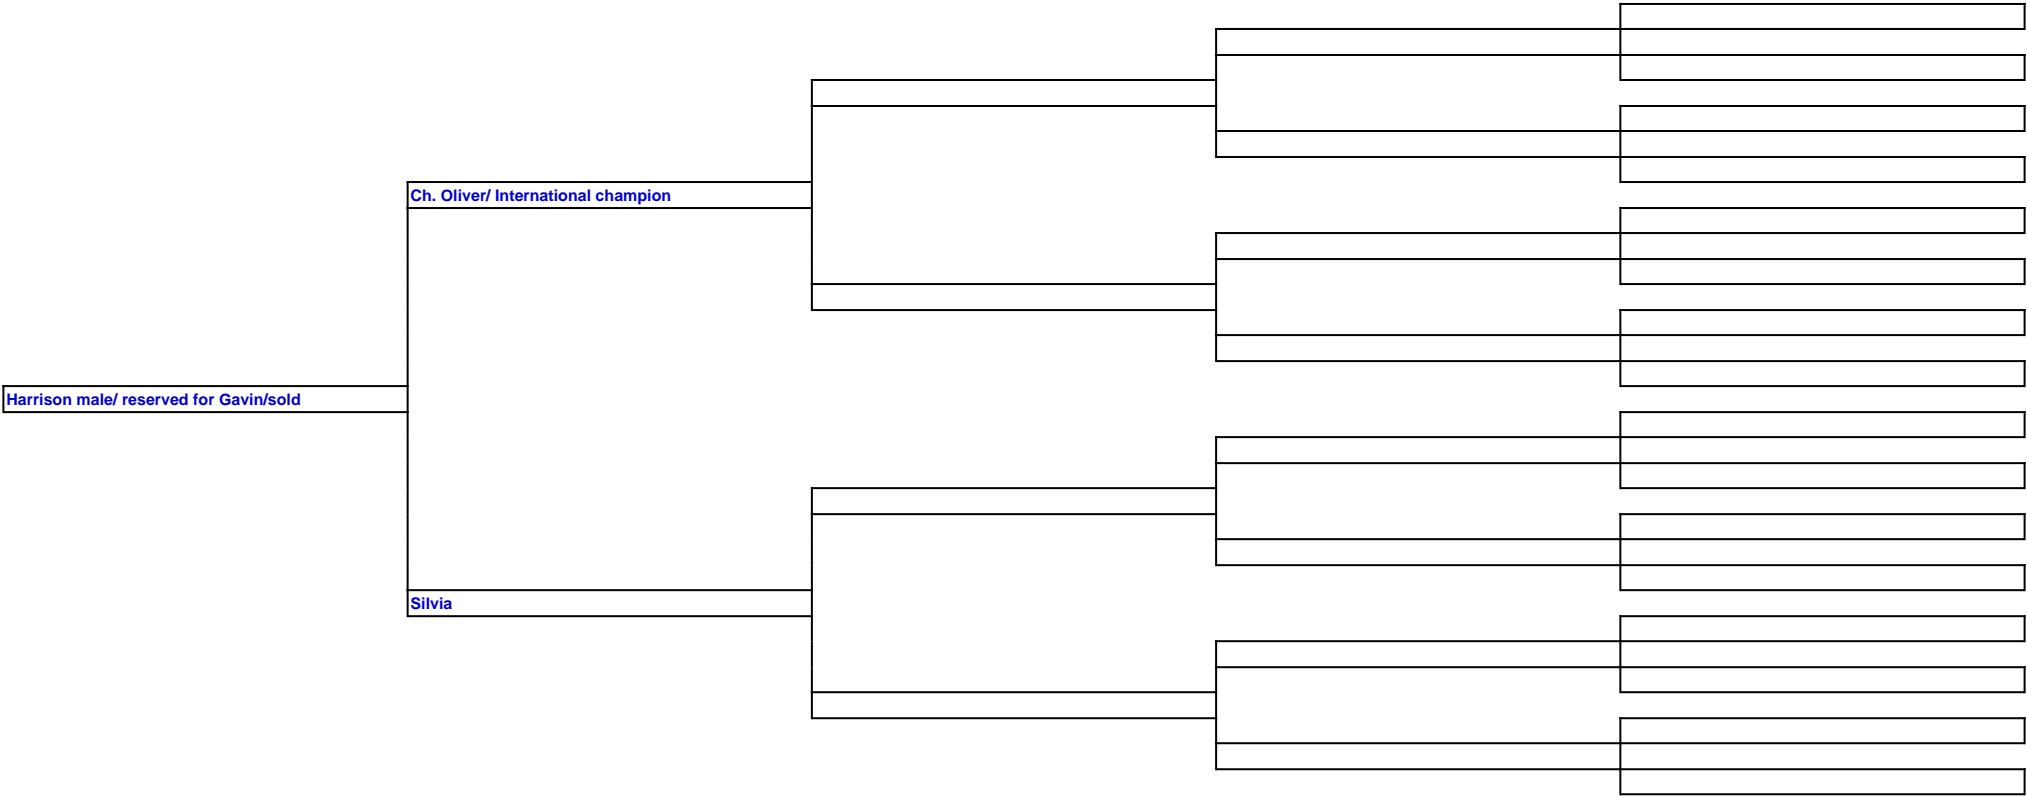 Ch. Oliver/ International champion
Harrison male/ reserved for Gavin/sold
Silvia